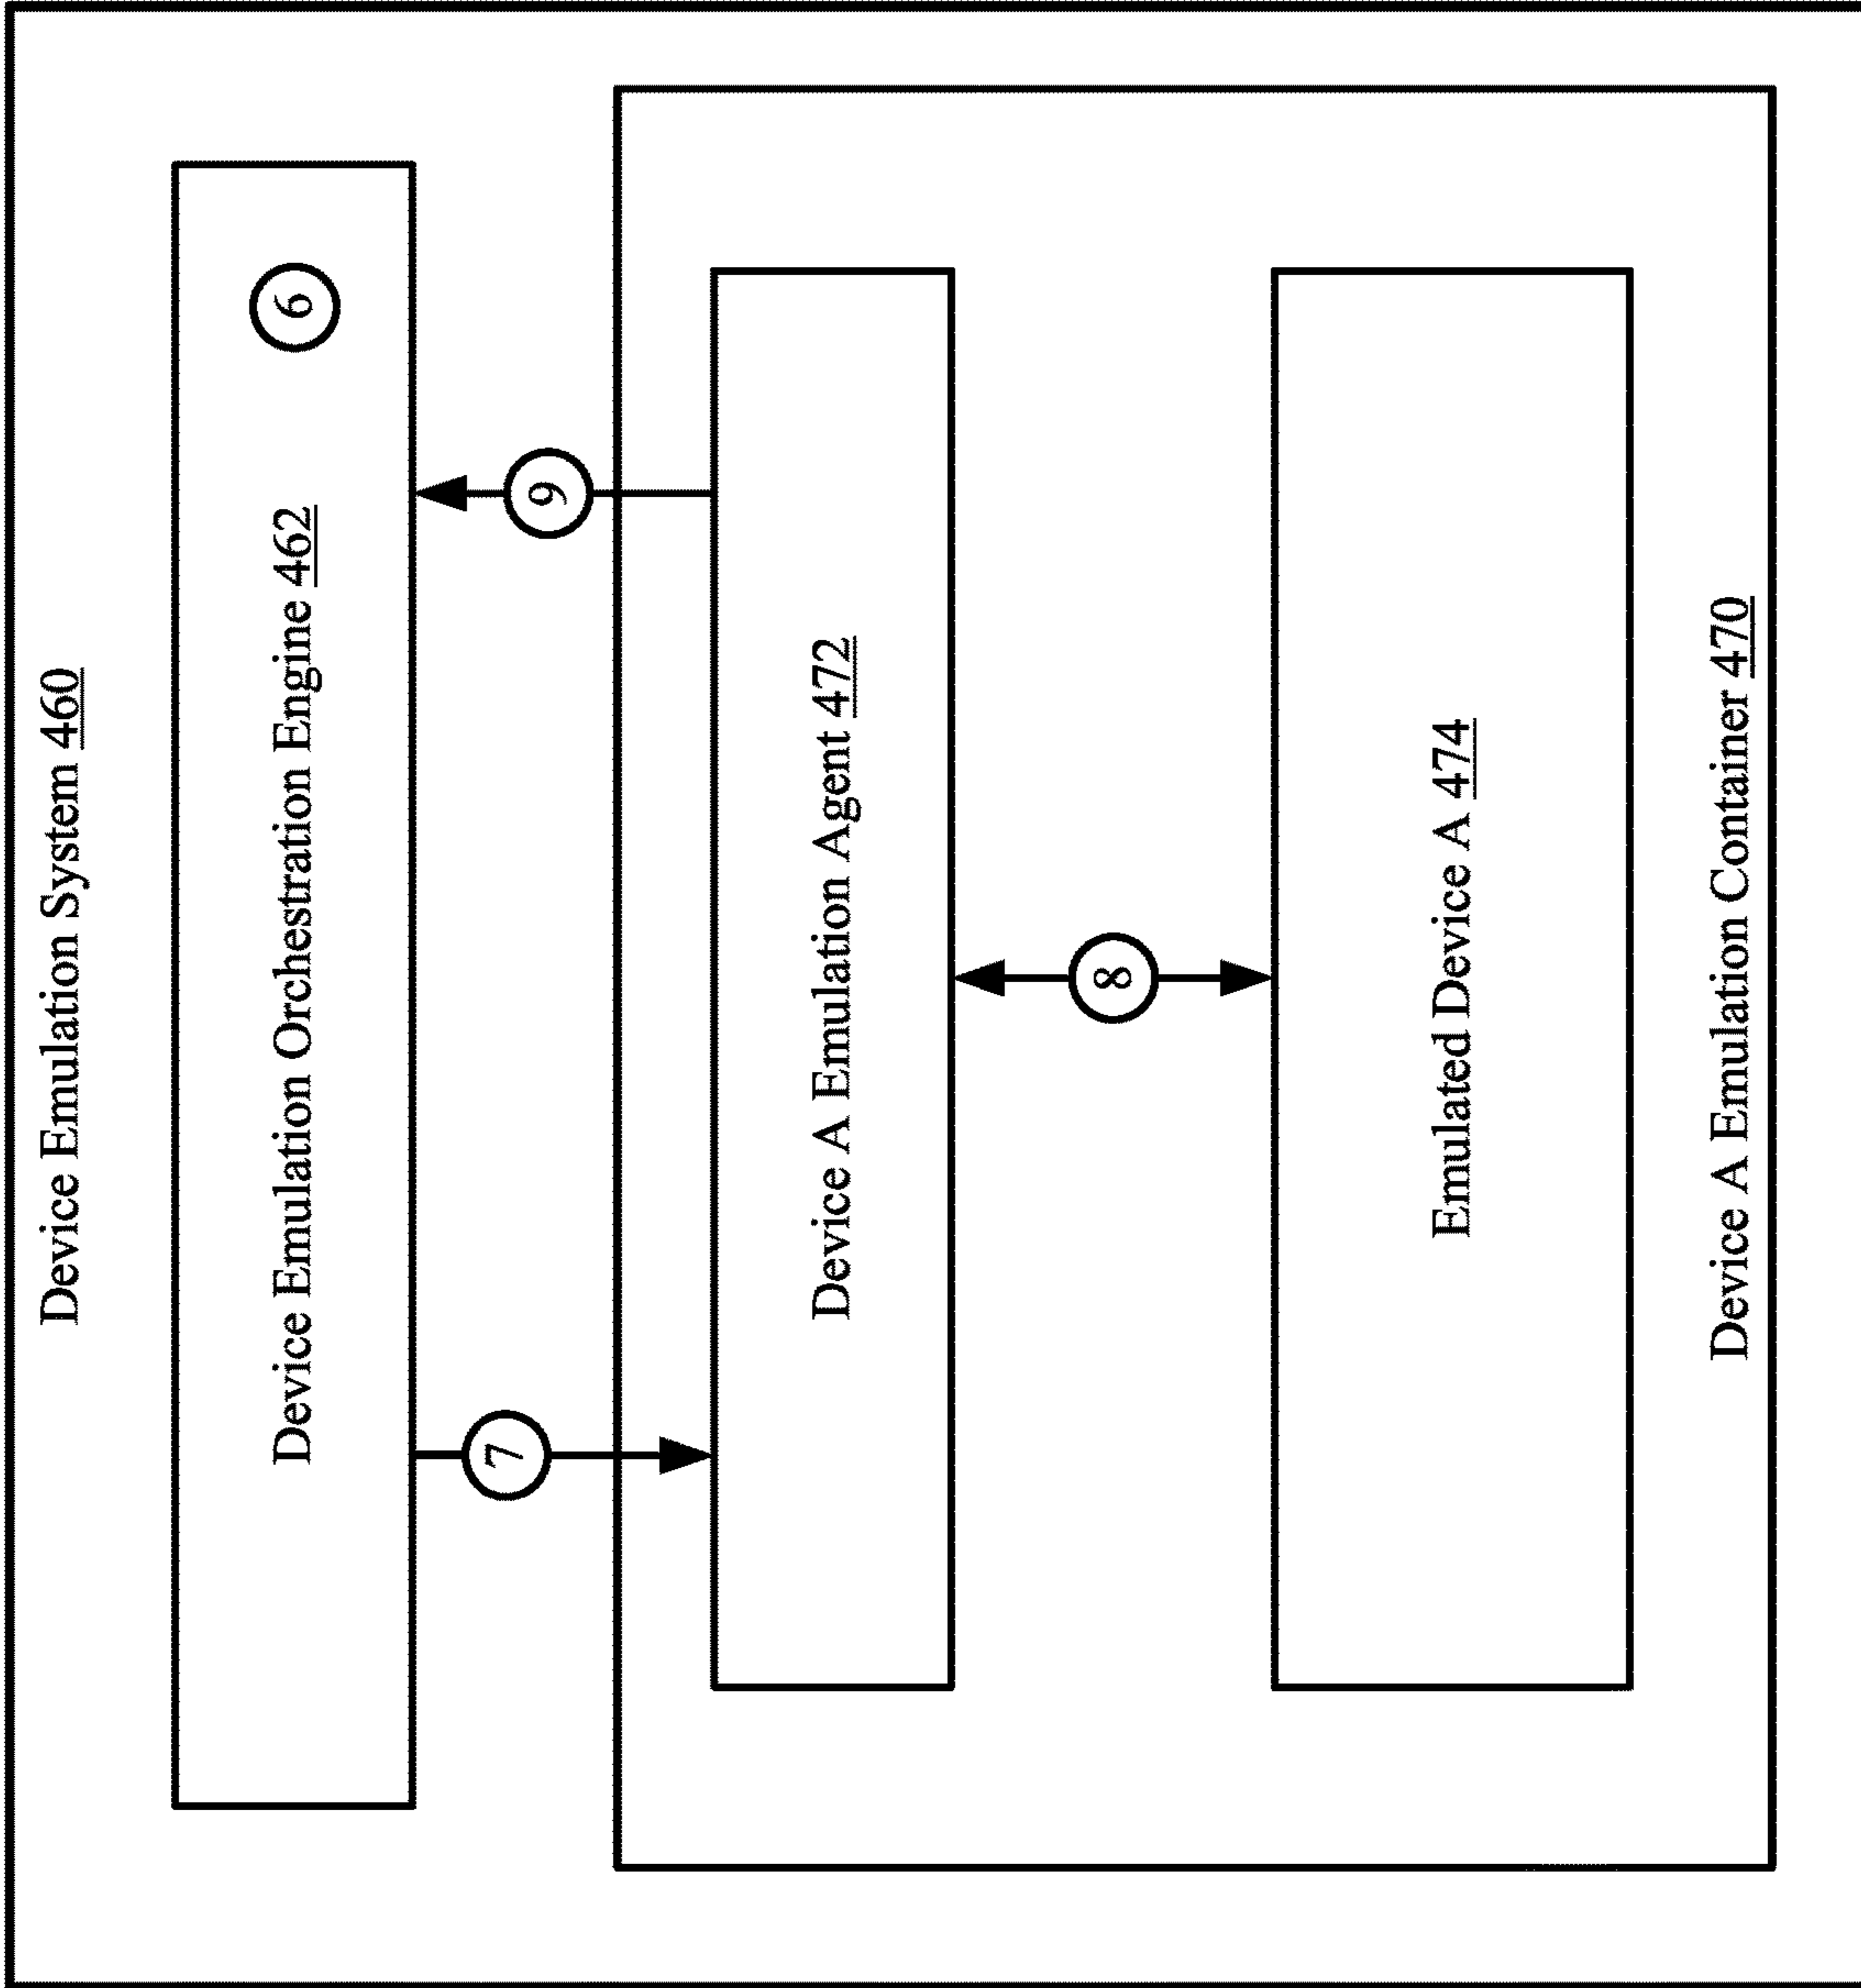 Device Emulation System 460
Device Emulation Orchestration Engine 462
6
7
9
Device A Emulation Agent 472
8
Emulated Device A 474
Device A Emulation Container 470